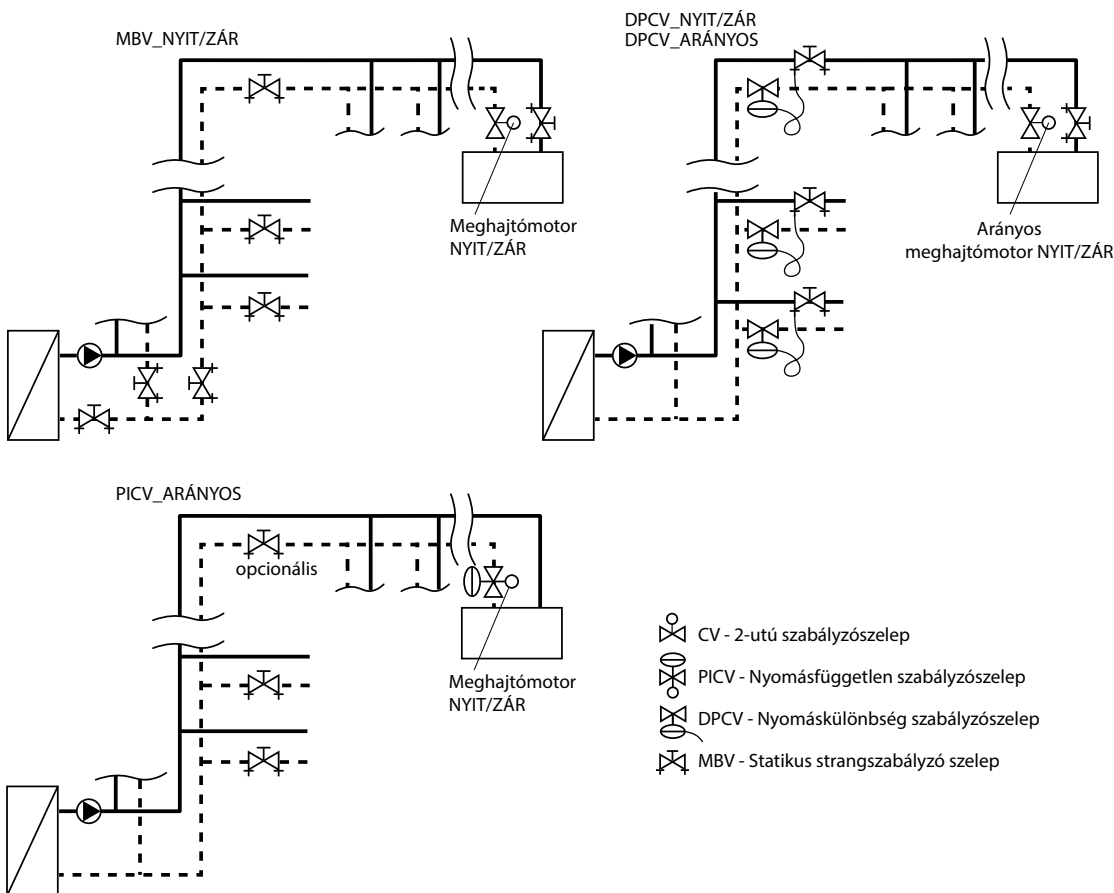 MBV_NYIT/ZÁR
Meghajtómotor
NYIT/ZÁR
DPCV_NYIT/ZÁR
DPCV_ARÁNYOS
Arányos
meghajtómotor NYIT/ZÁR
PICV_ARÁNYOS
opcionális
Meghajtómotor
NYIT/ZÁR
CV - 2-utú szabályzószelep
PICV - Nyomásfüggetlen szabályzószelep
DPCV - Nyomáskülönbség szabályzószelep
MBV - Statikus strangszabályzó szelep